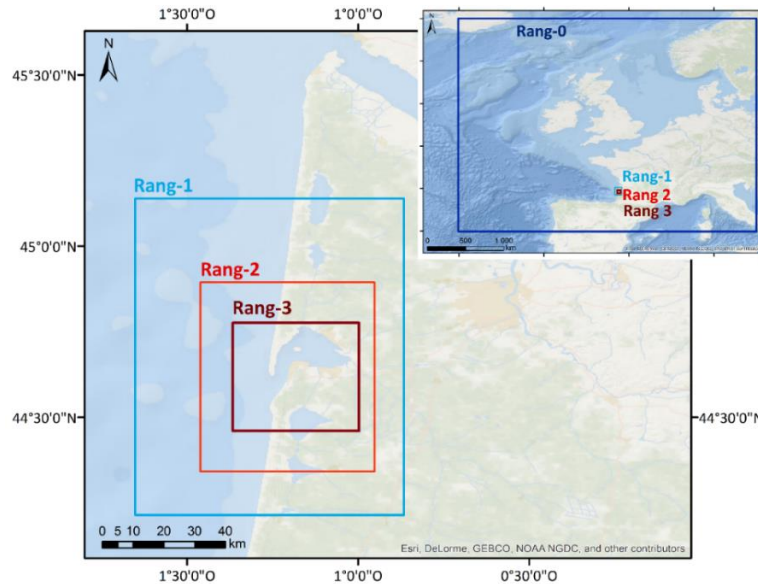 1°30'0"W
1°0'0"W
N
45°30'0"N
45°0'0"N
44°30'0"N
Rang-1
Rang-2
Rang-3
N
Rang-0
Rang-1
Rang 2
Rang 3
0 500 1 000
km
44°30'0"N
0 5 10 20 30 40
km
Esri, DeLorme, GEBCO, NOAA NGDC, and other contributors
1°30'0"W
1°0'0"W
0°30'0"W